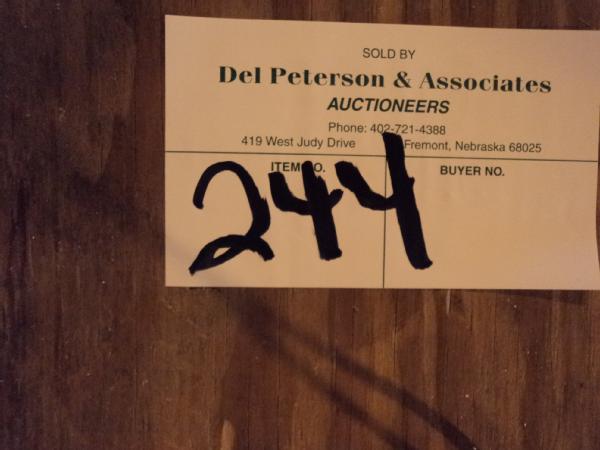 SOLD BY
Del Peterson & Associates
AUCTIONEERS
Phone: 402-721-4388
419 West Judy Drive Fremont, Nebraska 68025
ITEM NO. BUYER NO.
244